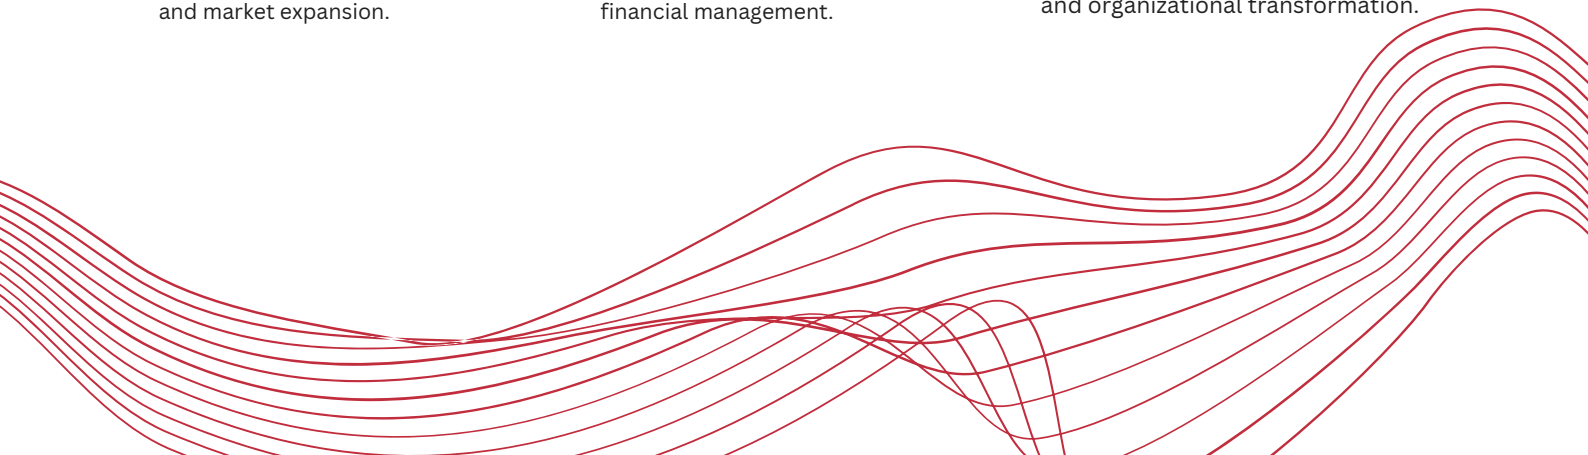 and market expansion.
financial management.
and organizational transformation.